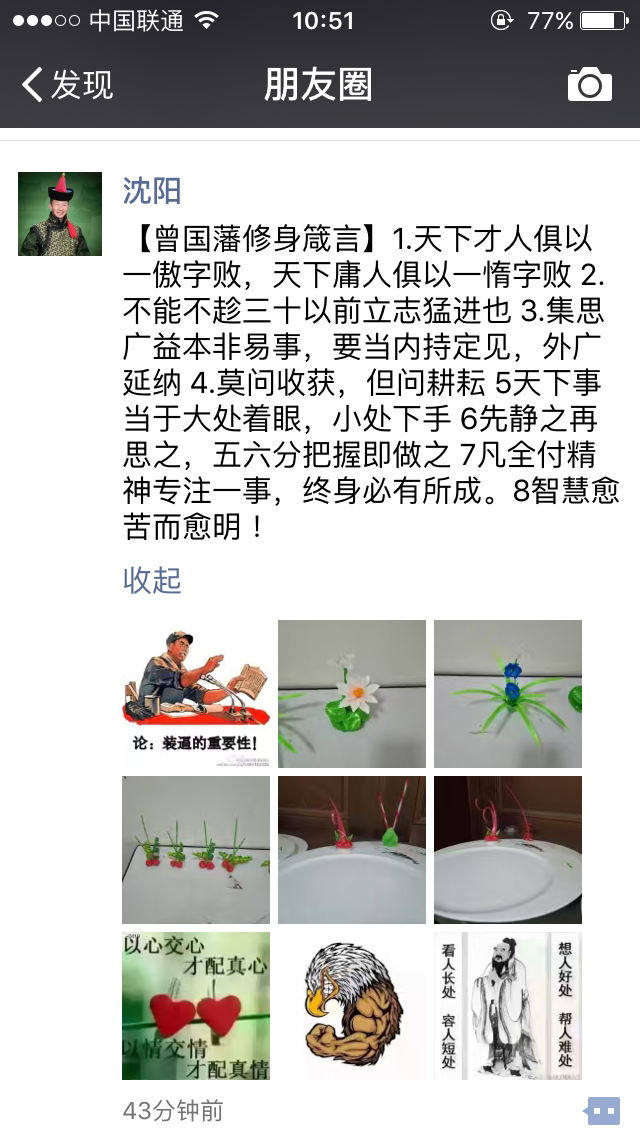 中国联通 10:51 77%
发现 朋友圈
沈阳
【曾国藩修身箴言】1.天下才人俱以
一傲字败，天下庸人俱以一惰字败 2.
不能不趁三十以前立志猛进也 3.集思
广益本非易事，要当内持定见，外广
延纳 4.莫问收获，但问耕耘 5天下事
当于大处着眼，小处下手 6先静之再
思之，五六分把握即做之 7凡全付精
神专注一事，终身必有所成。8智慧愈
苦而愈明！
收起
论：装逼的重要性！
以心交心
才配真心
以情交情
才配真情
看人长处
容人短处
想人好处
帮人难处
43分钟前